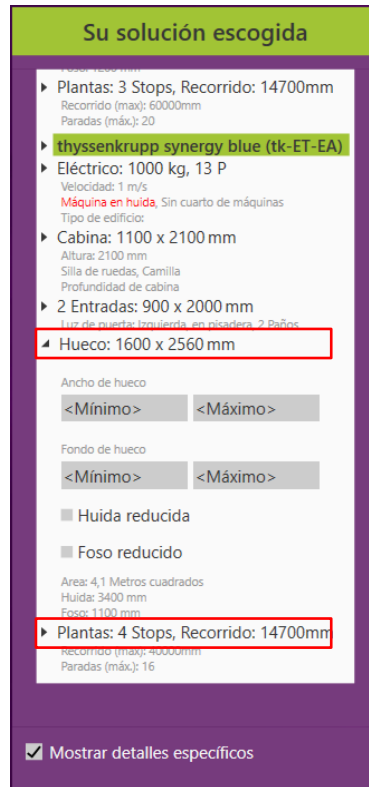 Su solución escogida
Foso: 1200 mm
Plantas: 3 Stops, Recorrido: 14700mm
Recorrido (max): 60000mm
Paradas (máx.): 20
thyssenkrupp synergy blue (tk-ET-EA)
Eléctrico: 1000 kg, 13 P
Velocidad: 1 m/s
Máquina en huida, Sin cuarto de máquinas
Tipo de edificio:
Cabina: 1100 x 2100 mm
Altura: 2100 mm
Silla de ruedas, Camilla
Profundidad de cabina
2 Entradas: 900 x 2000 mm
Luz de puerta: Izquierda, en pisadera, 2 Paños
Hueco: 1600 x 2560 mm
Ancho de hueco
<Mínimo> <Máximo>
Fondo de hueco
<Mínimo> <Máximo>
Huida reducida
Foso reducido
Area: 4,1 Metros cuadrados
Huida: 3400 mm
Foso: 1100 mm
Plantas: 4 Stops, Recorrido: 14700mm
Recorrido (max): 40000mm
Paradas (máx.): 16
Mostrar detalles específicos